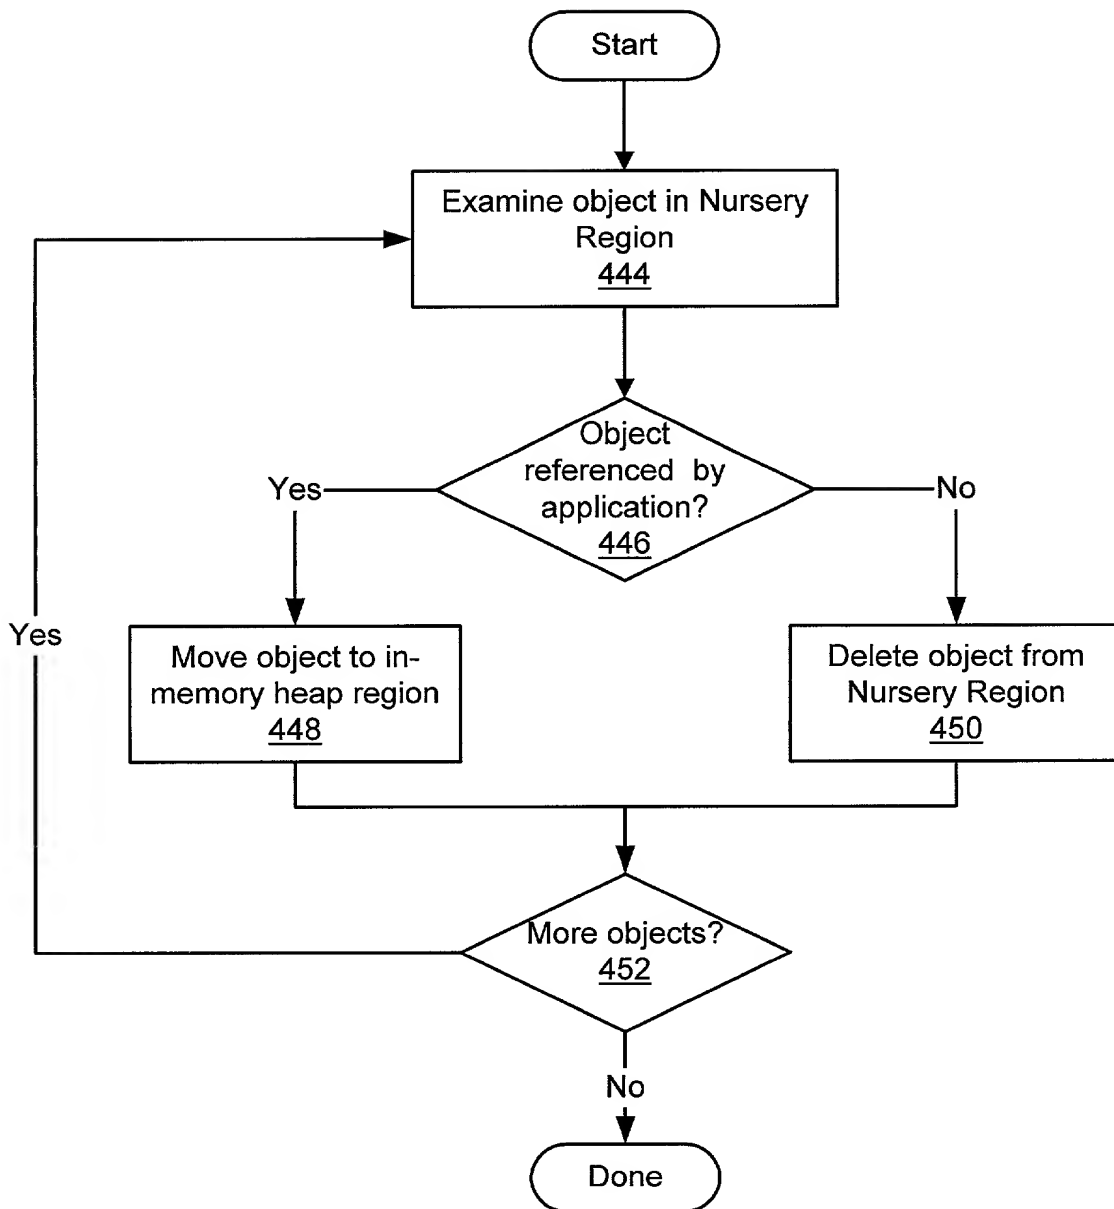 Start
Examine object in Nursery
Region
444
Object
referenced by
application?
446
Yes
No
Yes
Move object to in-
memory heap region
448
Delete object from
Nursery Region
450
More objects?
452
No
Done